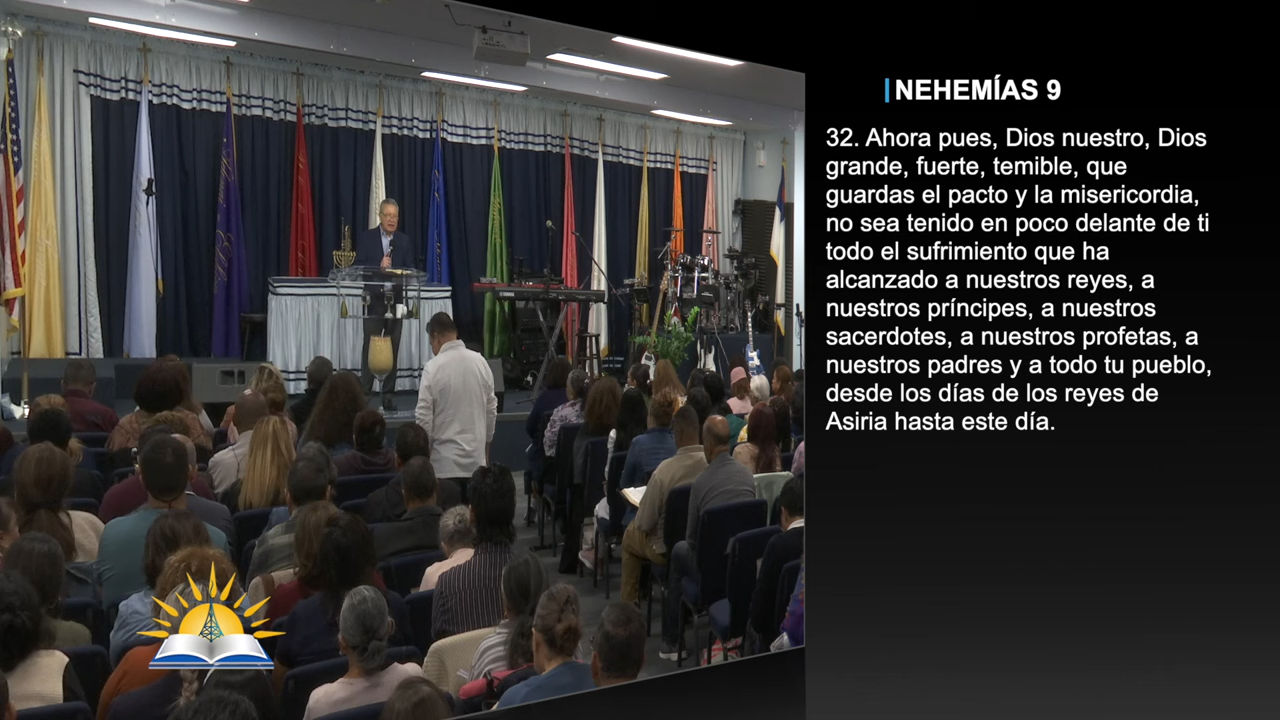 NEHEMÍAS 9
32. Ahora pues, Dios nuestro, Dios
grande, fuerte, temible, que
guardas el pacto y la misericordia,
no sea tenido en poco delante de ti
todo el sufrimiento que ha
alcanzado a nuestros reyes, a
nuestros príncipes, a nuestros
sacerdotes, a nuestros profetas, a
nuestros padres y a todo tu pueblo,
desde los días de los reyes de
Asiria hasta este día.